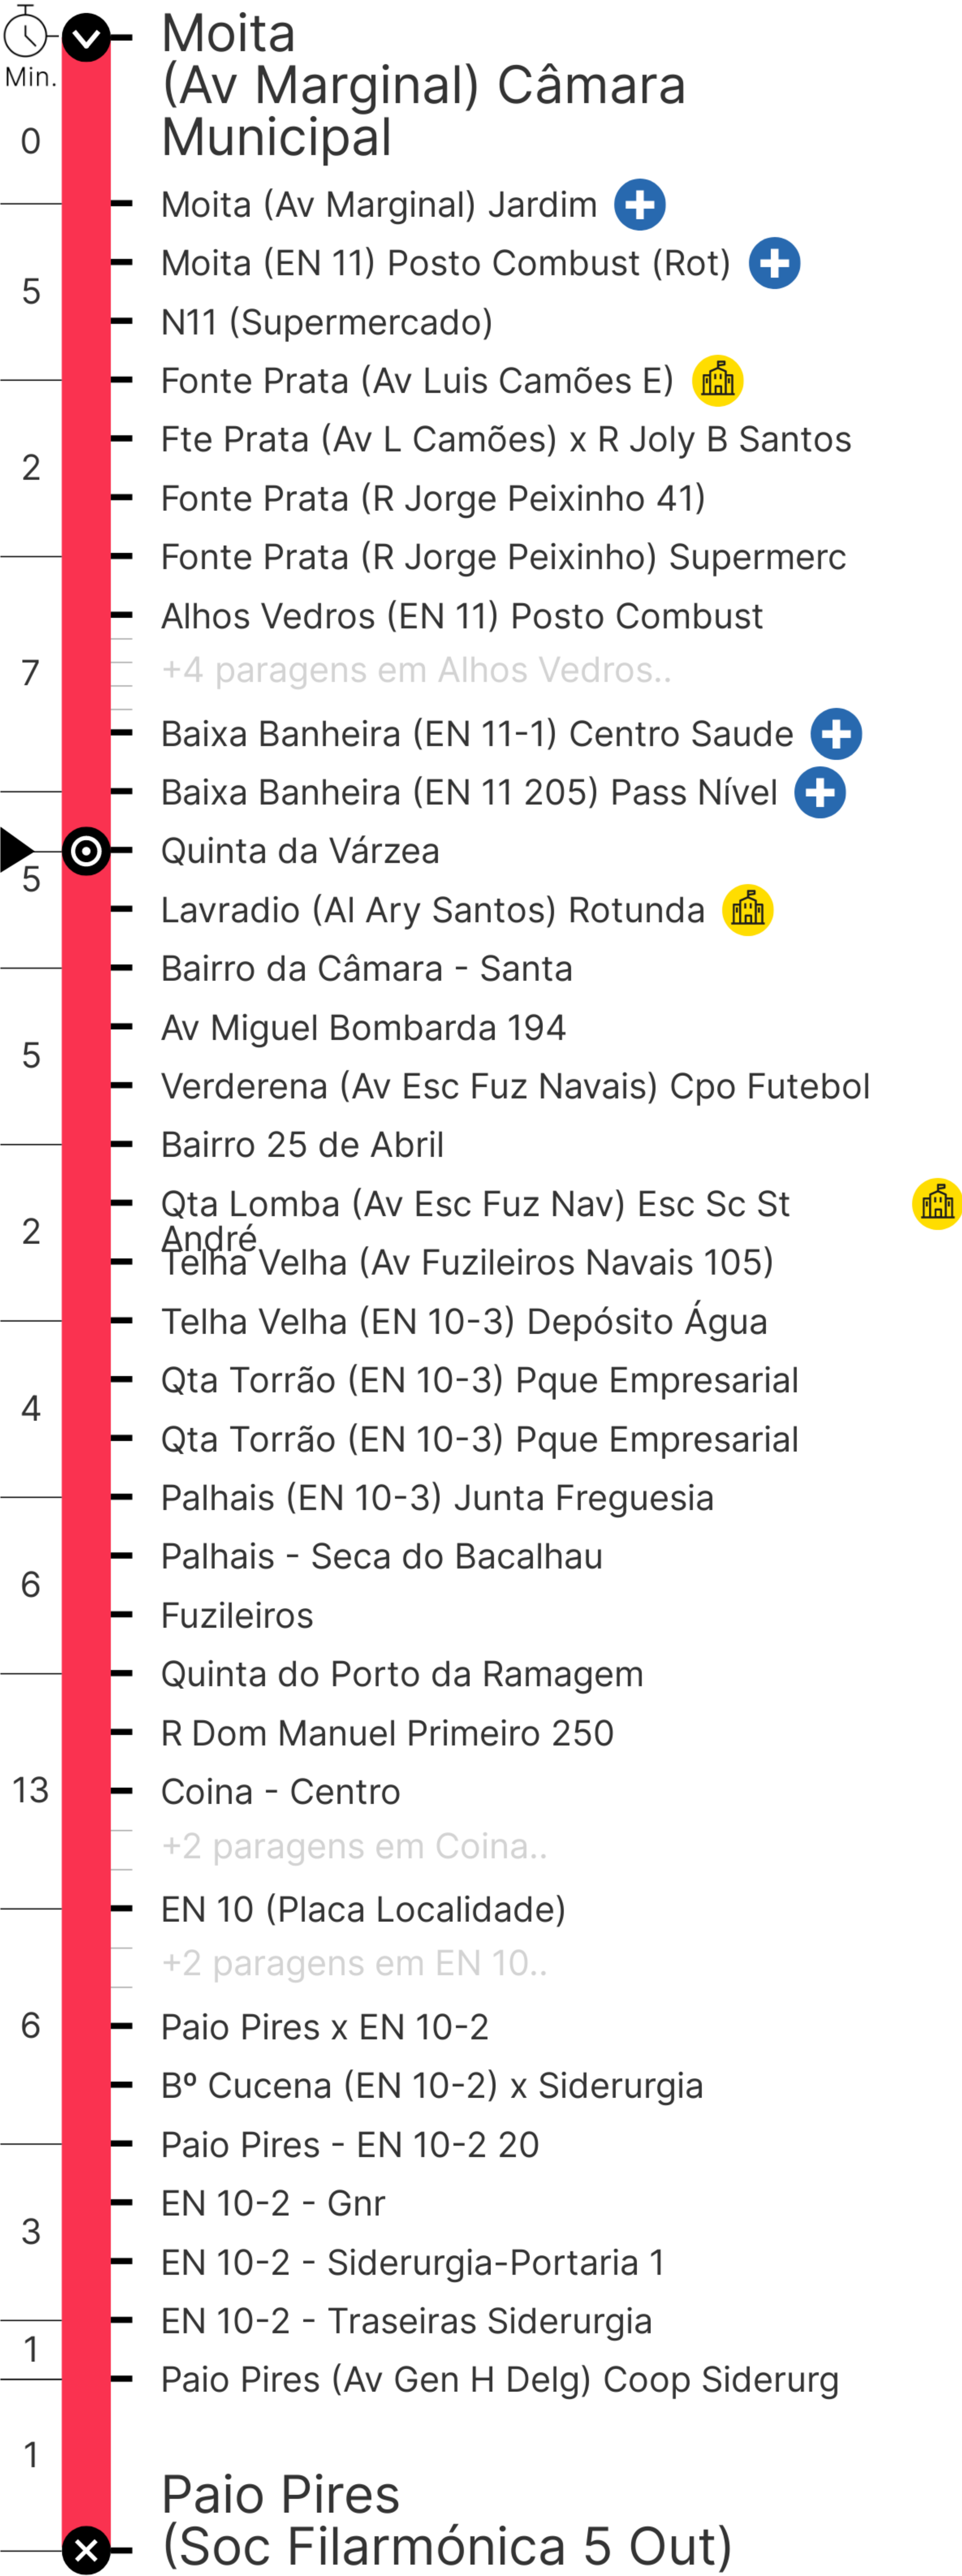 Min.
Moita
(Av Marginal) Câmara
Municipal
0
Moita (Av Marginal) Jardim
Moita (EN 11) Posto Combust (Rot)
5
N11 (Supermercado)
Fonte Prata (Av Luis Camões E)
Fte Prata (Av L Camões) x R Joly B Santos
2
Fonte Prata (R Jorge Peixinho 41)
Fonte Prata (R Jorge Peixinho) Supermerc
Alhos Vedros (EN 11) Posto Combust
7
+4 paragens em Alhos Vedros..
Baixa Banheira (EN 11-1) Centro Saude
Baixa Banheira (EN 11 205) Pass Nível
Quinta da Várzea
5
Lavradio (Al Ary Santos) Rotunda
Bairro da Câmara - Santa
Av Miguel Bombarda 194
5
Verderena (Av Esc Fuz Navais) Cpo Futebol
Bairro 25 de Abril
Qta Lomba (Av Esc Fuz Nav) Esc Sc St
André
2
Telha Velha (Av Fuzileiros Navais 105)
Telha Velha (EN 10-3) Depósito Água
Qta Torrão (EN 10-3) Pque Empresarial
4
Qta Torrão (EN 10-3) Pque Empresarial
Palhais (EN 10-3) Junta Freguesia
Palhais - Seca do Bacalhau
6
Fuzileiros
Quinta do Porto da Ramagem
R Dom Manuel Primeiro 250
13
Coina - Centro
+2 paragens em Coina..
EN 10 (Placa Localidade)
+2 paragens em EN 10..
6
Paio Pires x EN 10-2
Bº Cucena (EN 10-2) x Siderurgia
Paio Pires - EN 10-2 20
EN 10-2 - Gnr
3
EN 10-2 - Siderurgia-Portaria 1
EN 10-2 - Traseiras Siderurgia
1
Paio Pires (Av Gen H Delg) Coop Siderurg
1
Paio Pires
(Soc Filarmónica 5 Out)